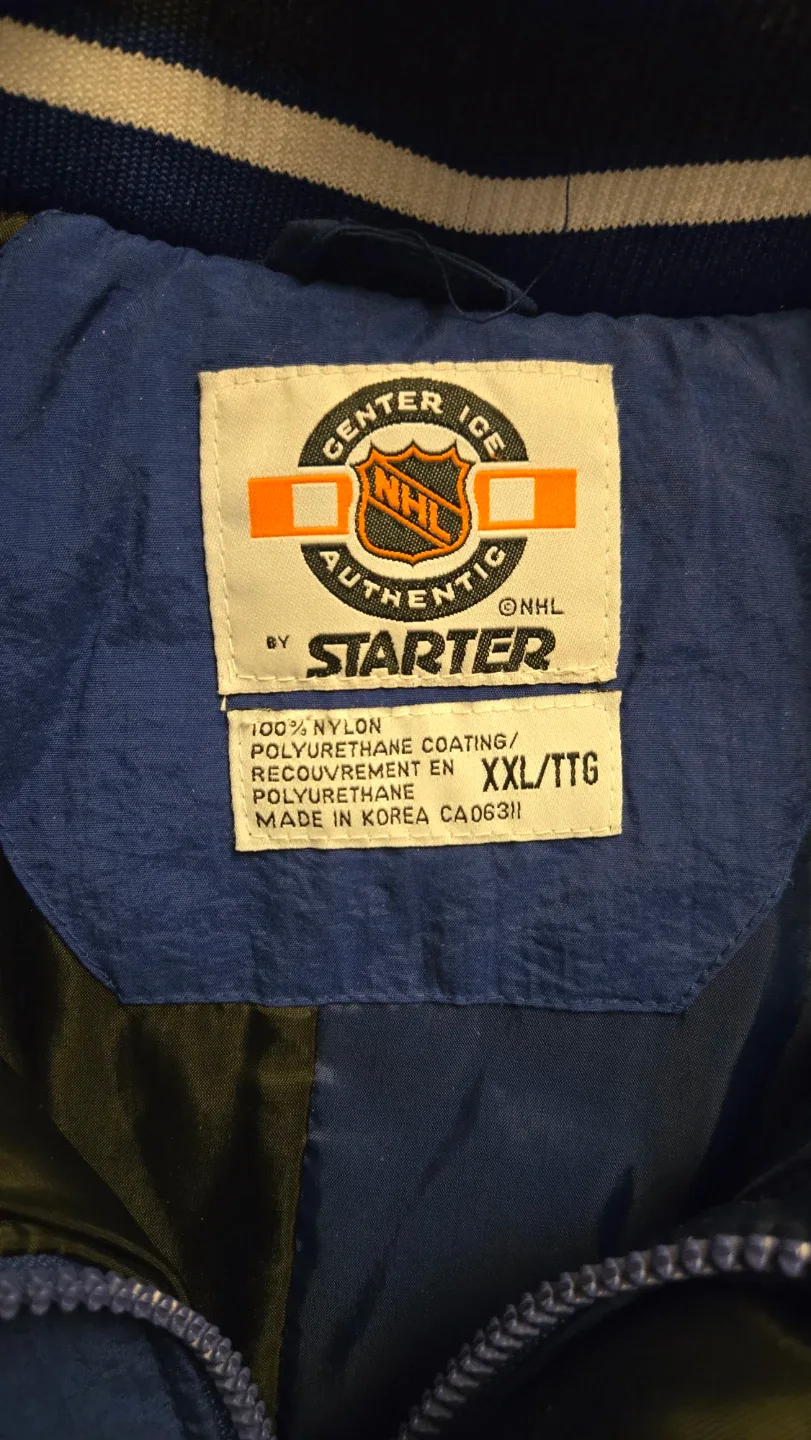 CENTER ICE
NHL
AUTHENTIC
©NHL
BY STARTER
100% NYLON
POLYURETHANE COATING/
RECOUVREMENT EN
POLYURETHANE
MADE IN KOREA CA06311
XXL/TTG